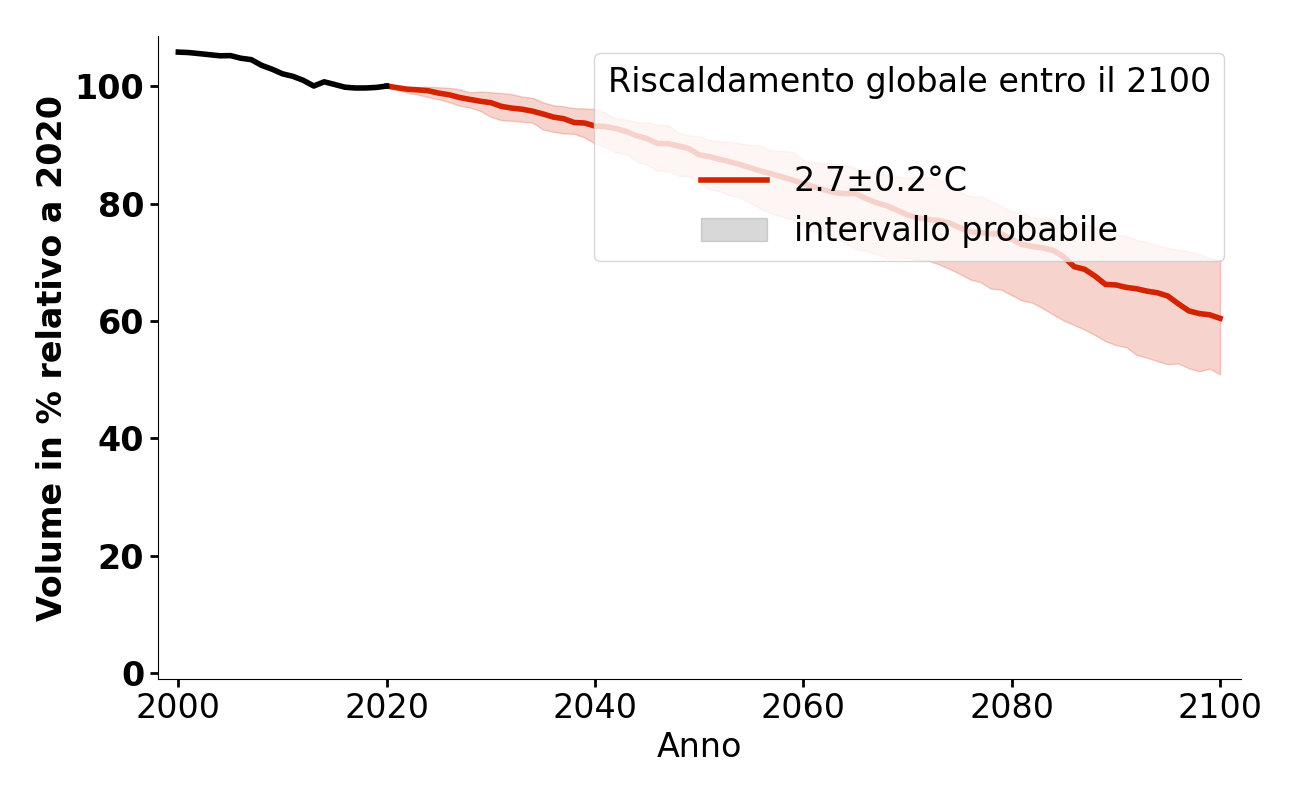 Riscaldamento globale entro il 2100
2.7±0.2°C
intervallo probabile
Volume in % relativo a 2020
100
80
60
40
20
0
2000 2020 2040 2060 2080 2100
Anno